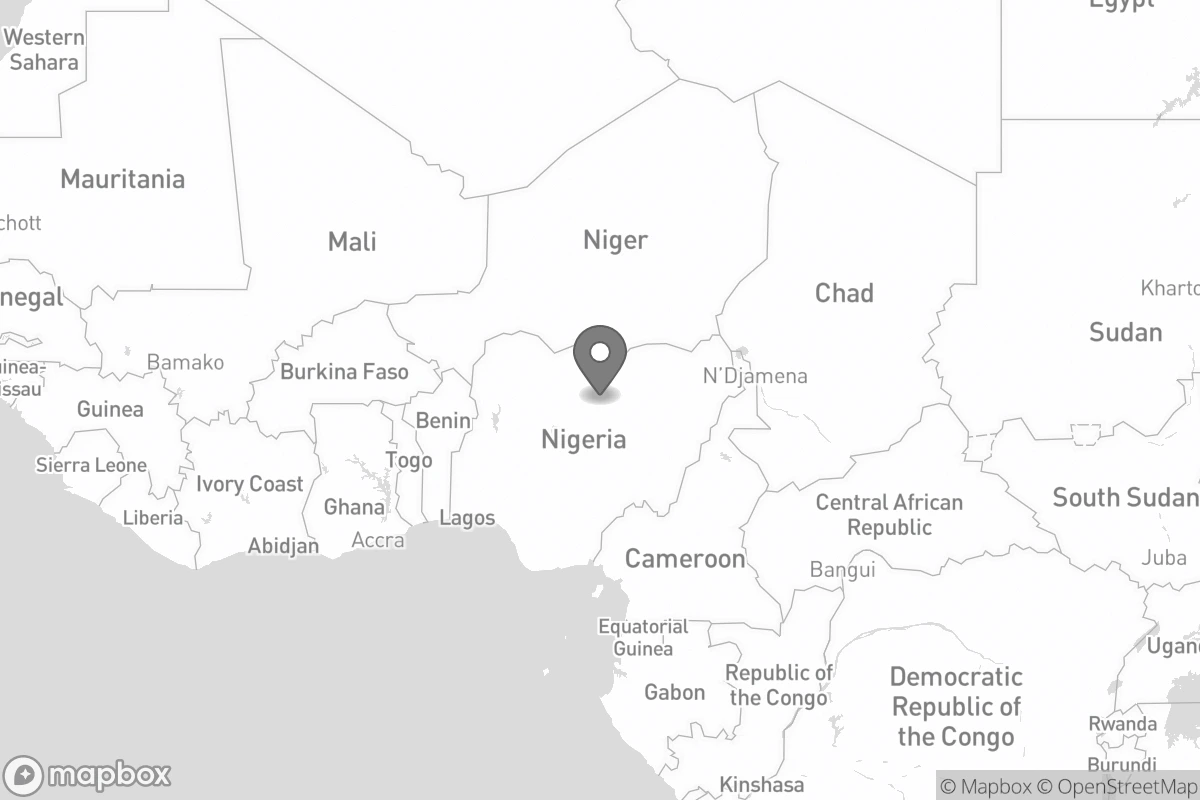 Egypt
Western
Sahara
Mauritania
chott
Mali
Niger
Chad
Sudan
negal
Bamako
Burkina Faso
N'Djamena
uinea-
issau
Guinea
Benin
Nigeria
Togo
Sierra Leone
Ivory Coast
Ghana
Liberia
Abidjan
Accra
Lagos
Central African
Republic
South Sudan
Cameroon
Bangui
Juba
Kharto
Equatorial
Guinea
Gabon
Republic of
the Congo
Democratic
Republic of
the Congo
Ugan
Rwanda
Burundi
Kinshasa
mapbox
© Mapbox © OpenStreetMap